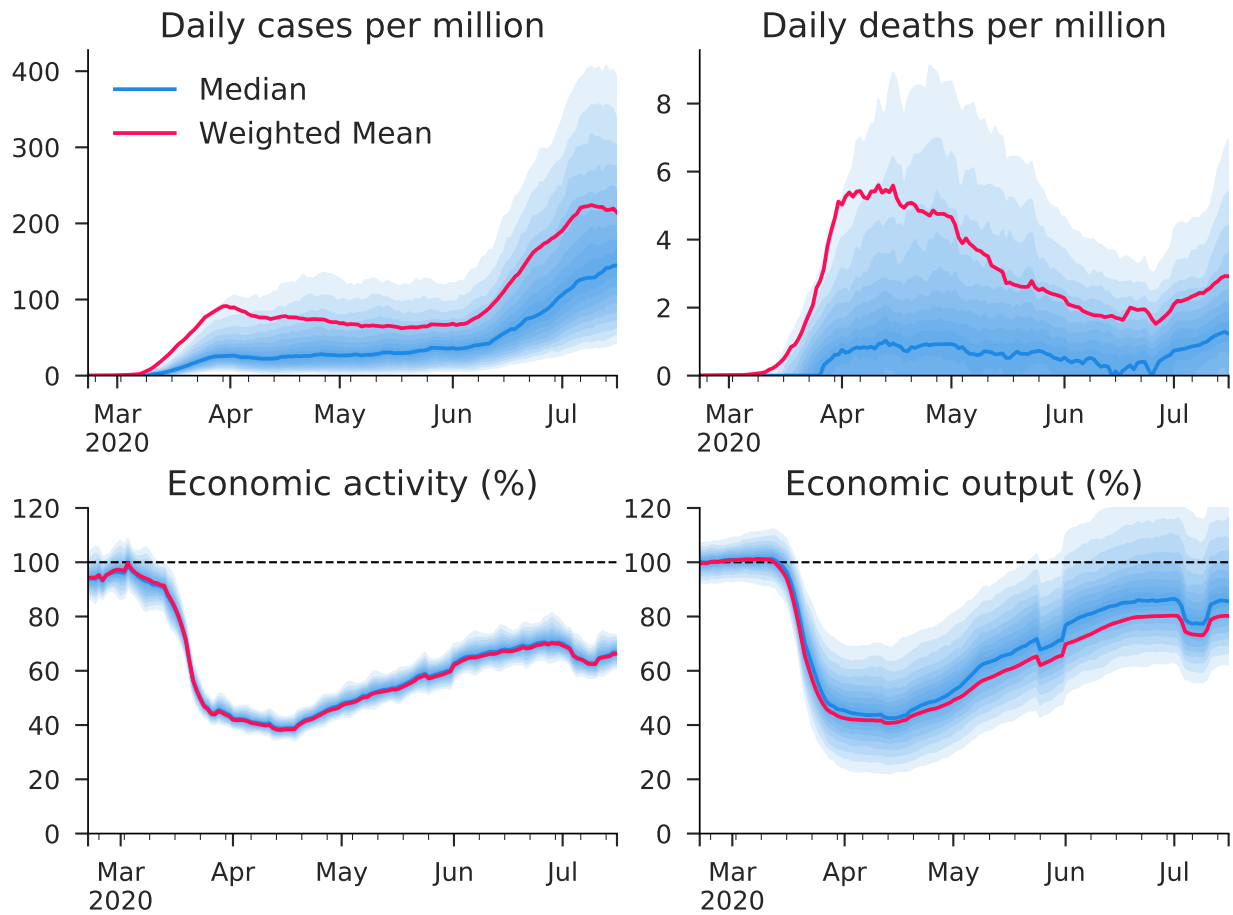 Daily cases per million
400
300
200
100
0
Median
Weighted Mean
Mar
2020
Apr
May
Jun
Jul
Daily deaths per million
8
6
4
2
0
Mar
2020
Apr
May
Jun
Jul
Economic activity (%)
120
100
80
60
40
20
0
Mar
2020
Apr
May
Jun
Jul
Economic output (%)
120
100
80
60
40
20
0
Mar
2020
Apr
May
Jun
Jul